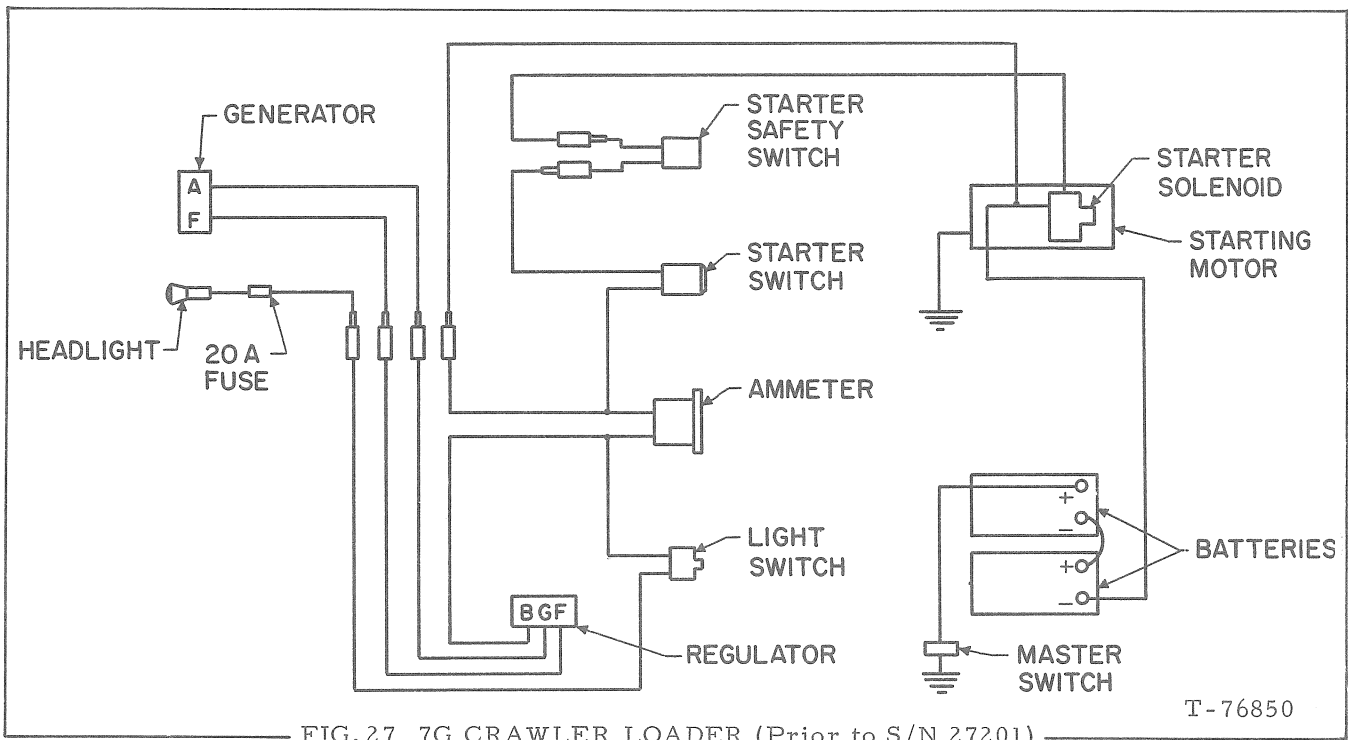 GENERATOR
A
F
HEADLIGHT
20 A
FUSE
STARTER
SAFETY
SWITCH
STARTER
SWITCH
AMMETER
LIGHT
SWITCH
B G F
REGULATOR
STARTER
SOLENOID
STARTING
MOTOR
+
–
+
–
BATTERIES
MASTER
SWITCH
T-76850
FIG. 27 7G CRAWLER LOADER (Prior to S/N 27201)